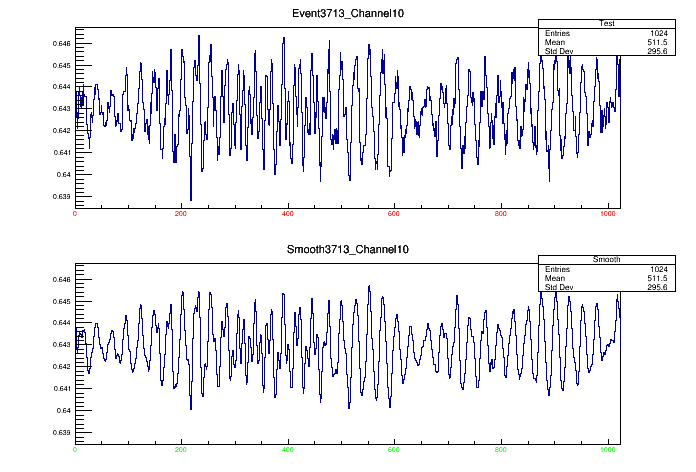 Event3713_Channel10
Test
Entries 1024
Mean 511.5
Std Dev 295.6
0.646
0.645
0.644
0.643
0.642
0.641
0.64
0.639
0 200 400 600 800 1000
Smooth3713_Channel10
Smooth
Entries 1024
Mean 511.5
Std Dev 295.6
0.646
0.645
0.644
0.643
0.642
0.641
0.64
0.639
0 200 400 600 800 1000